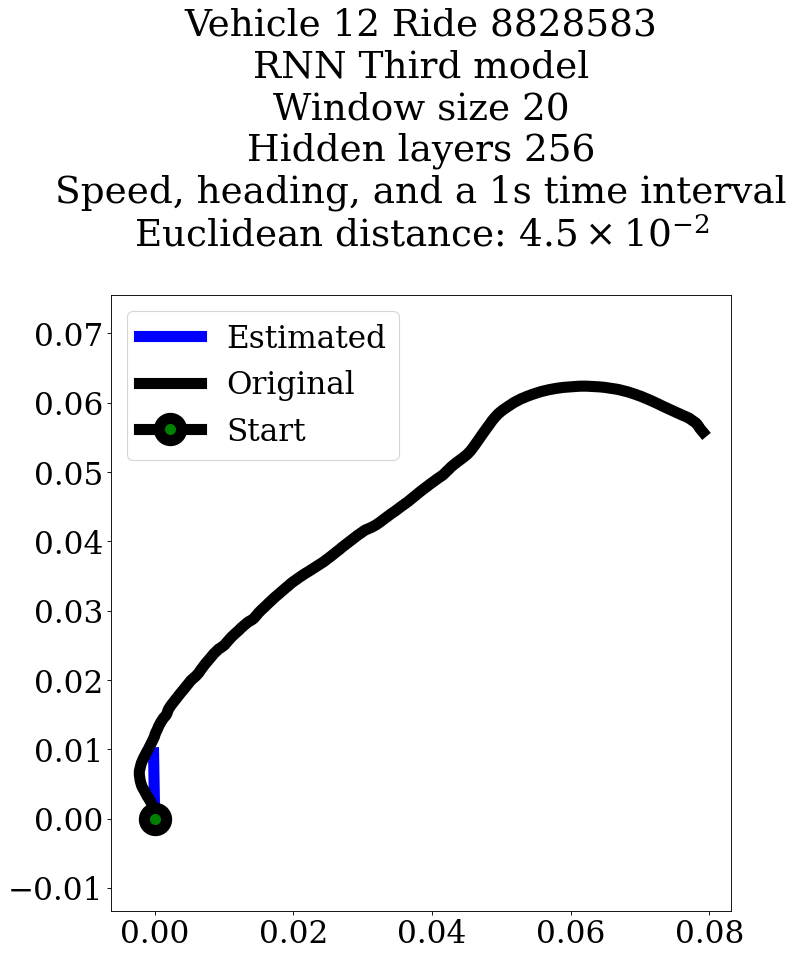 Vehicle 12 Ride 8828583
RNN Third model
Window size 20
Hidden layers 256
Speed, heading, and a 1s time interval
Euclidean distance: 4.5 × 10⁻²
Estimated
Original
Start
0.07
0.06
0.05
0.04
0.03
0.02
0.01
0.00
−0.01
0.00 0.02 0.04 0.06 0.08